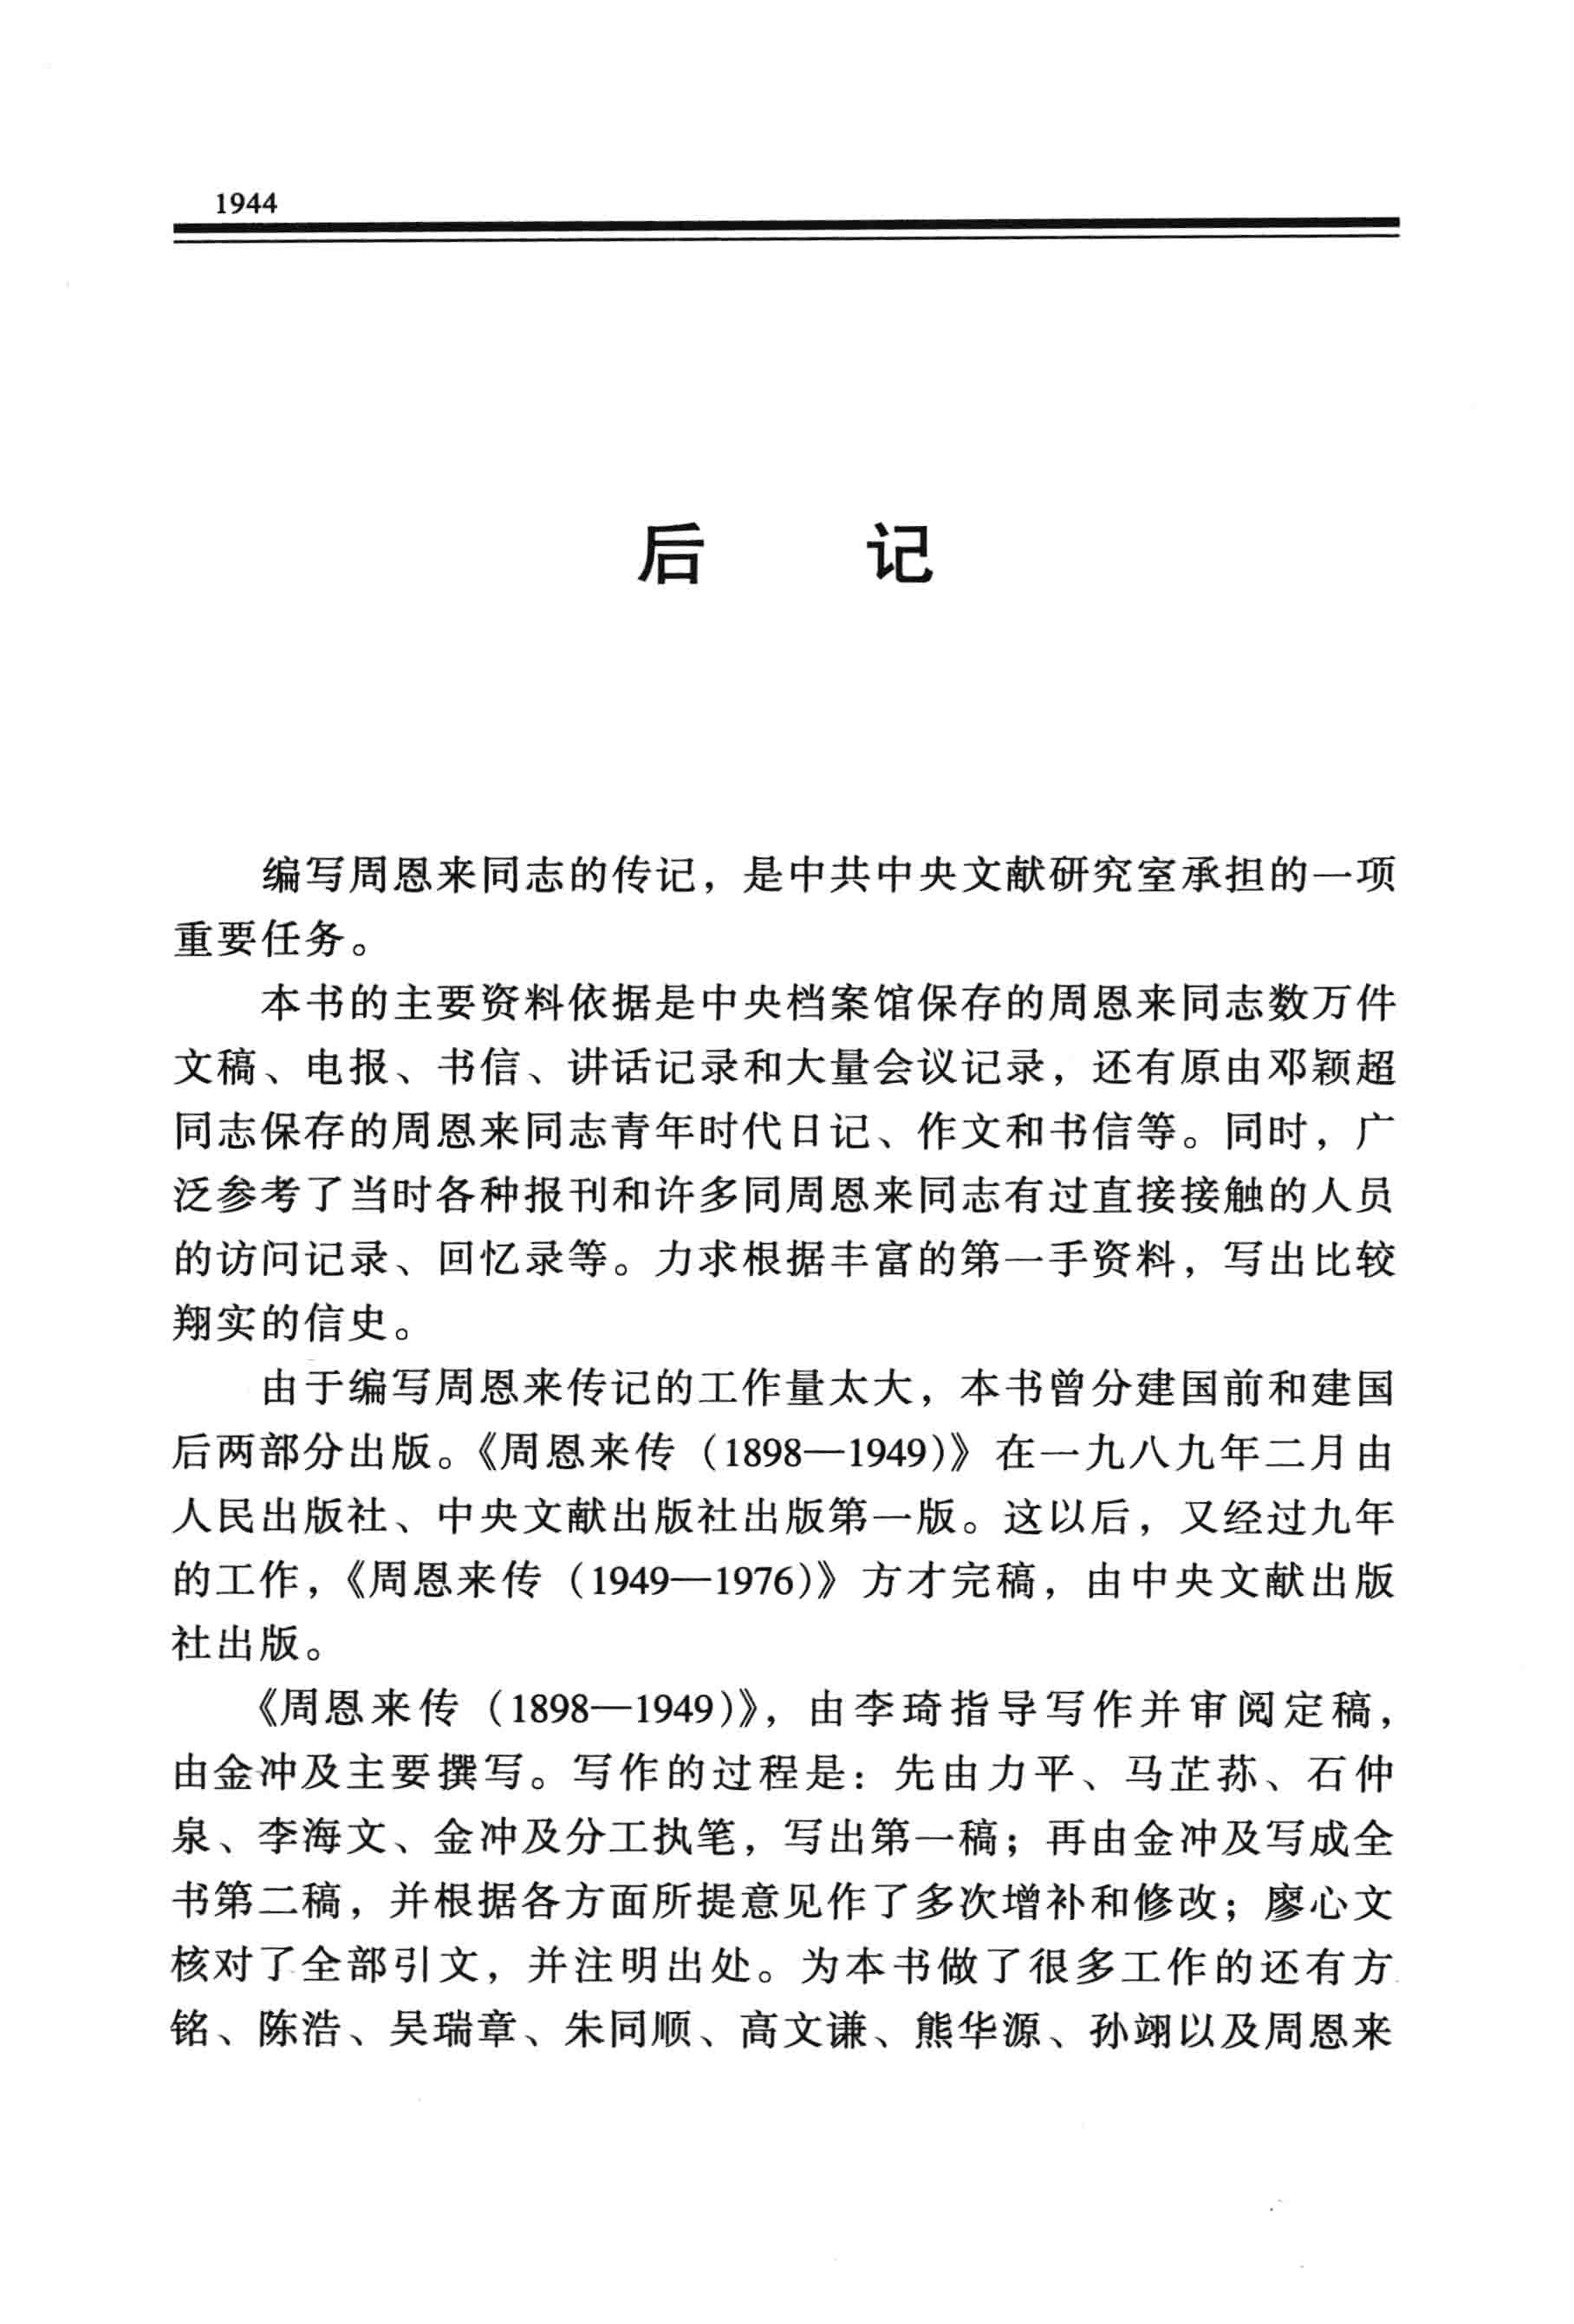 1944
后 记
编写周恩来同志的传记，是中共中央文献研究室承担的一项
重要任务。
本书的主要资料依据是中央档案馆保存的周恩来同志数万件
文稿、电报、书信、讲话记录和大量会议记录，还有原由邓颖超
同志保存的周恩来同志青年时代日记、作文和书信等。同时，广
泛参考了当时各种报刊和许多同周恩来同志有过直接接触的人员
的访问记录、回忆录等。力求根据丰富的第一手资料，写出比较
翔实的信史。
由于编写周恩来传记的工作量太大，本书曾分建国前和建国
后两部分出版。《周恩来传（1898—1949）》在一九八九年二月由
人民出版社、中央文献出版社出版第一版。这以后，又经过九年
的工作，《周恩来传（1949—1976）》方才完稿，由中央文献出版
社出版。
《周恩来传（1898—1949）》，由李琦指导写作并审阅定稿，
由金冲及主要撰写。写作的过程是：先由力平、马芷荪、石仲
泉、李海文、金冲及分工执笔，写出第一稿；再由金冲及写成全
书第二稿，并根据各方面所提意见作了多次增补和修改；廖心文
核对了全部引文，并注明出处。为本书做了很多工作的还有方
铭、陈浩、吴瑞章、朱同顺、高文谦、熊华源、孙翊以及周恩来